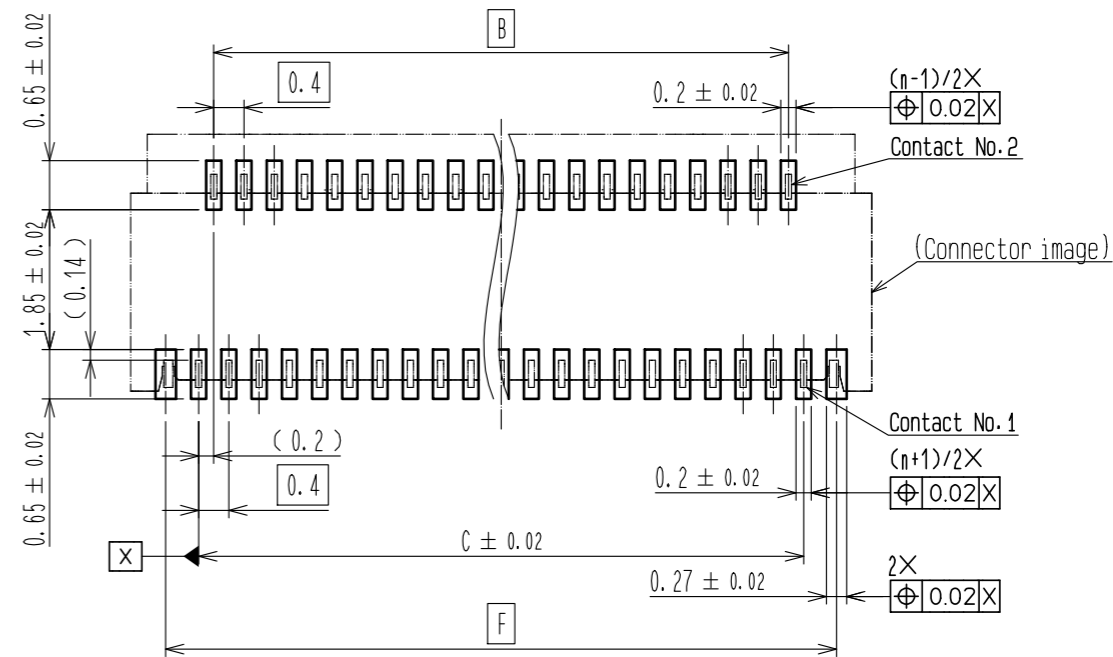 B
0.4
0.2 ± 0.02
(n-1)/2X
⌖ 0.02 X
Contact No.2
0.65 ± 0.02
1.85 ± 0.02
(0.14)
(Connector image)
0.65 ± 0.02
Contact No.1
(n+1)/2X
⌖ 0.02 X
(0.2)
0.4
0.2 ± 0.02
X
C ± 0.02
2X
0.27 ± 0.02
⌖ 0.02 X
F